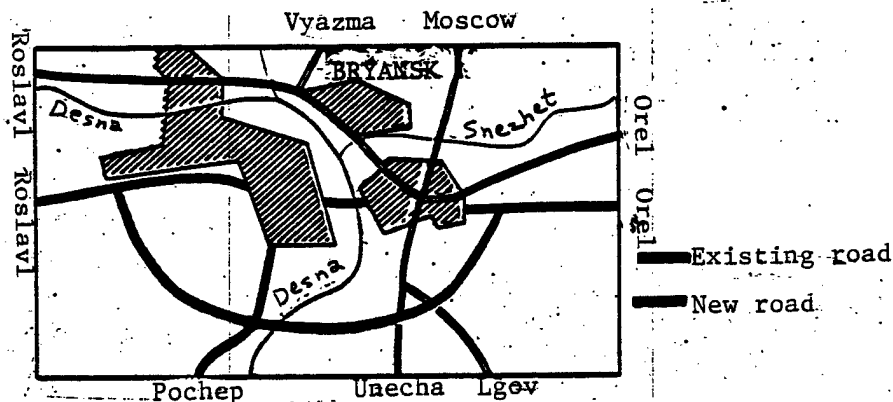 Vyazma Moscow
Roslavl
BRYANSK
Desna
Snezhet
Orel
Roslavl
Orel
Existing road
Desna
New road
Pochep Unecha Lgov